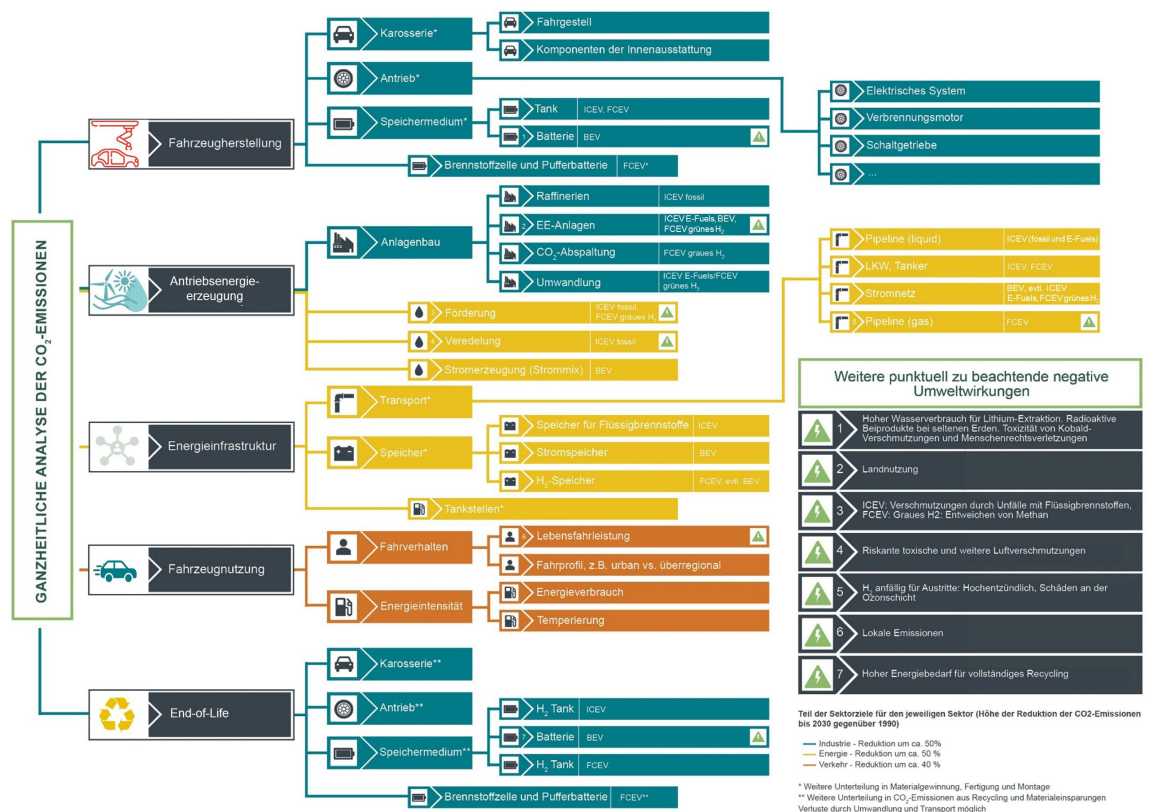 GANZHEITLICHE ANALYSE DER CO2-EMISSIONEN
Fahrzeugherstellung
Karosserie*
Fahrgestell
Komponenten der Innenausstattung
Antrieb*
Elektrisches System
Verbrennungsmotor
Schaltgetriebe
...
Speichermedium*
Tank ICEV, FCEV
1 Batterie BEV
Brennstoffzelle und Pufferbatterie FCEV*
Antriebsenergie-
erzeugung
Anlagenbau
Raffinerien ICEV fossil
2 EE-Anlagen ICEV E-Fuels, BEV,
FCEV grünes H2
CO2-Abspaltung FCEV graues H2
Umwandlung ICEV E-Fuels/FCEV
grünes H2
3 Förderung ICEV fossil
FCEV graues H2
4 Veredelung ICEV fossil
Stromerzeugung (Strommix) BEV
Energieinfrastruktur
Transport*
Pipeline (liquid) ICEV (fossil und E-Fuels)
LKW, Tanker ICEV, FCEV
Stromnetz BEV, evtl. ICEV
E-Fuels, FCEV grünes H2
5 Pipeline (gas) FCEV
Speicher*
Speicher für Flüssigbrennstoffe ICEV
Stromspeicher BEV
H2-Speicher FCEV, evtl, BEV
Tankstellen*
Fahrzeugnutzung
Fahrverhalten
6 Lebensfahrleistung
Fahrprofil, z.B. urban vs. überregional
Energieintensität
Energieverbrauch
Temperierung
End-of-Life
Karosserie**
Antrieb**
Speichermedium**
H2 Tank ICEV
7 Batterie BEV
H2 Tank FCEV
Brennstoffzelle und Pufferbatterie FCEV**
Weitere punktuell zu beachtende negative
Umweltwirkungen
1 Hoher Wasserverbrauch für Lithium-Extraktion. Radioaktive
Beiprodukte bei seltenen Erden. Toxizität von Kobald-
Verschmutzungen und Menschenrechtsverletzungen
2 Landnutzung
3 ICEV: Verschmutzungen durch Unfälle mit Flüssigbrennstoffen,
FCEV: Graues H2: Entweichen von Methan
4 Riskante toxische und weitere Luftverschmutzungen
5 H2 anfällig für Austritte: Hochentzündlich, Schäden an der
Ozonschicht
6 Lokale Emissionen
7 Hoher Energiebedarf für vollständiges Recycling
Teil der Sektorziele für den jeweiligen Sektor (Höhe der Reduktion der CO2-Emissionen
bis 2030 gegenüber 1990)
Industrie - Reduktion um ca. 50%
Energie - Reduktion um ca. 50 %
Verkehr - Reduktion um ca. 40 %
* Weitere Unterteilung in Materialgewinnung, Fertigung und Montage
** Weitere Unterteilung in CO2-Emissionen aus Recycling und Materialeinsparungen
Verluste durch Umwandlung und Transport möglich